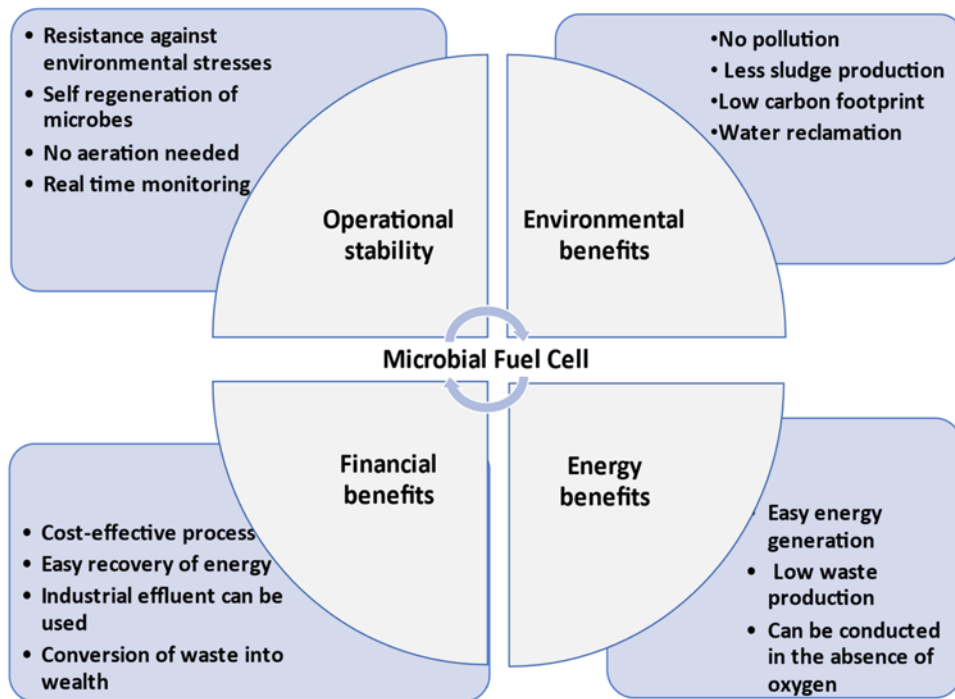 • Resistance against
environmental stresses
• Self regeneration of
microbes
• No aeration needed
• Real time monitoring
•No pollution
• Less sludge production
•Low carbon footprint
•Water reclamation
Operational
stability
Environmental
benefits
Microbial Fuel Cell
Financial
benefits
Energy
benefits
• Cost-effective process
• Easy recovery of energy
• Industrial effluent can be
used
• Conversion of waste into
wealth
• Easy energy
generation
• Low waste
production
• Can be conducted
in the absence of
oxygen